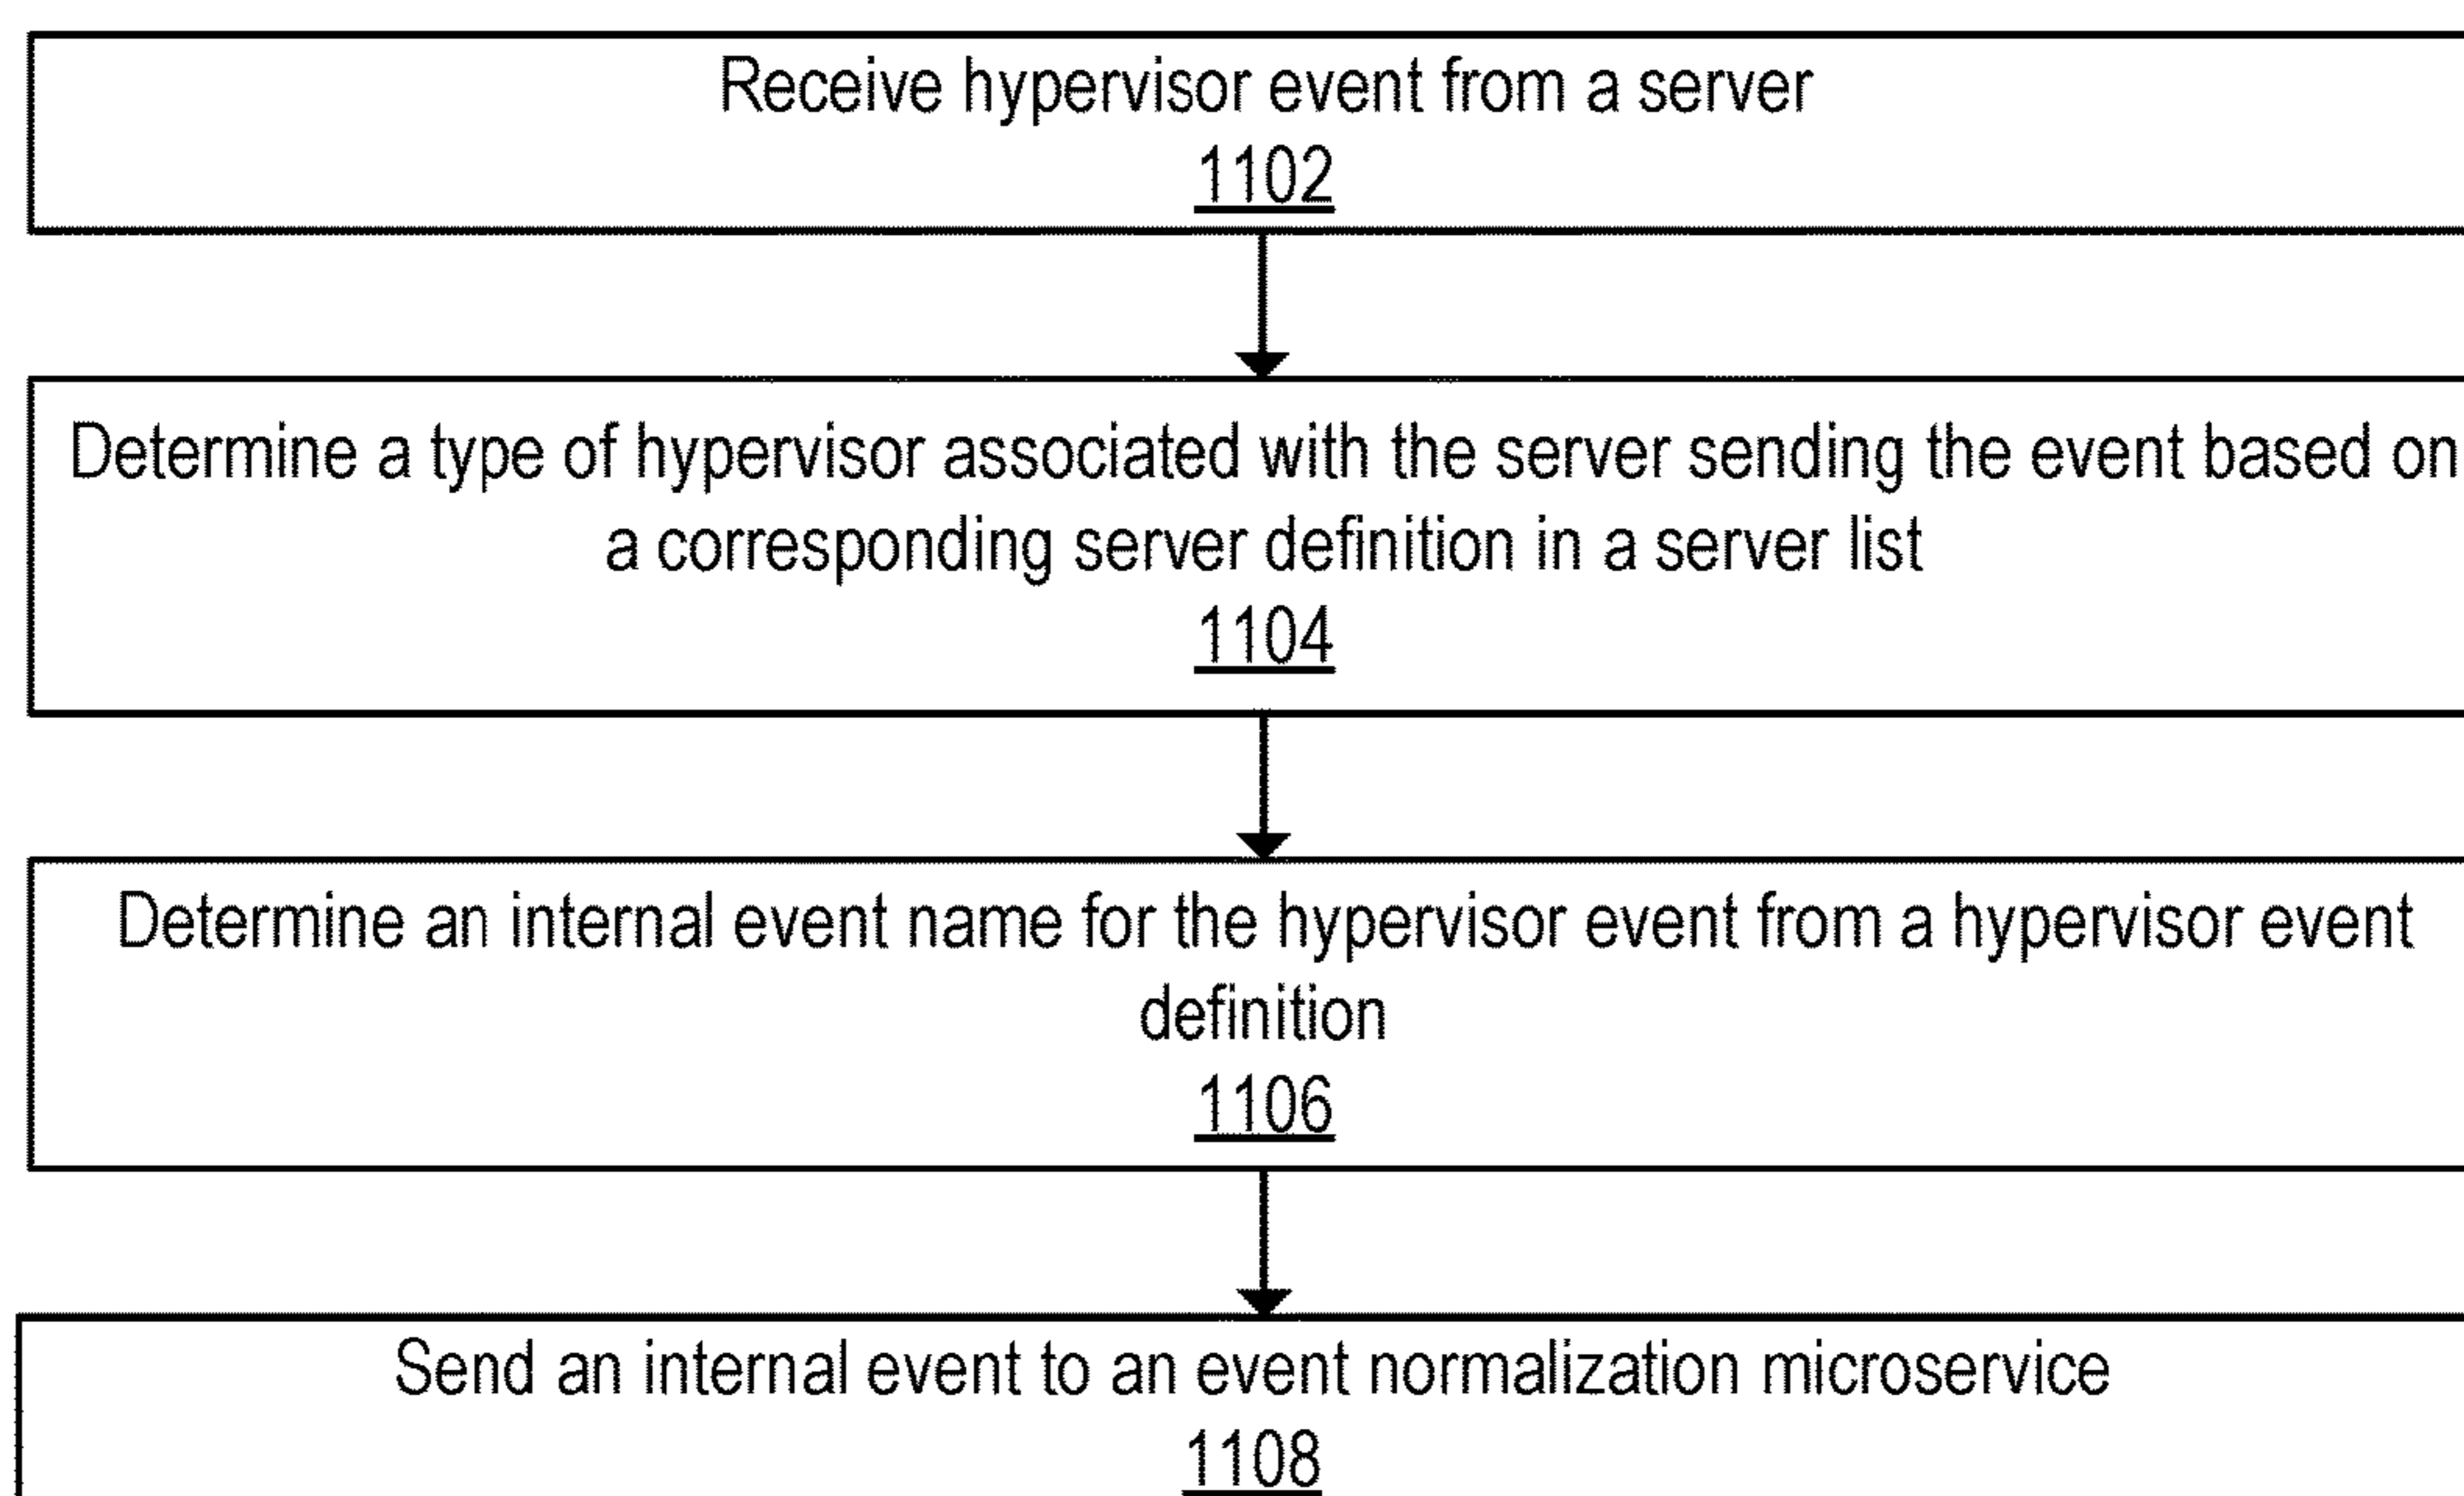 Receive hypervisor event from a server
1102
Determine a type of hypervisor associated with the server sending the event based on
a corresponding server definition in a server list
1104
Determine an internal event name for the hypervisor event from a hypervisor event
definition
1106
Send an internal event to an event normalization microservice
1108